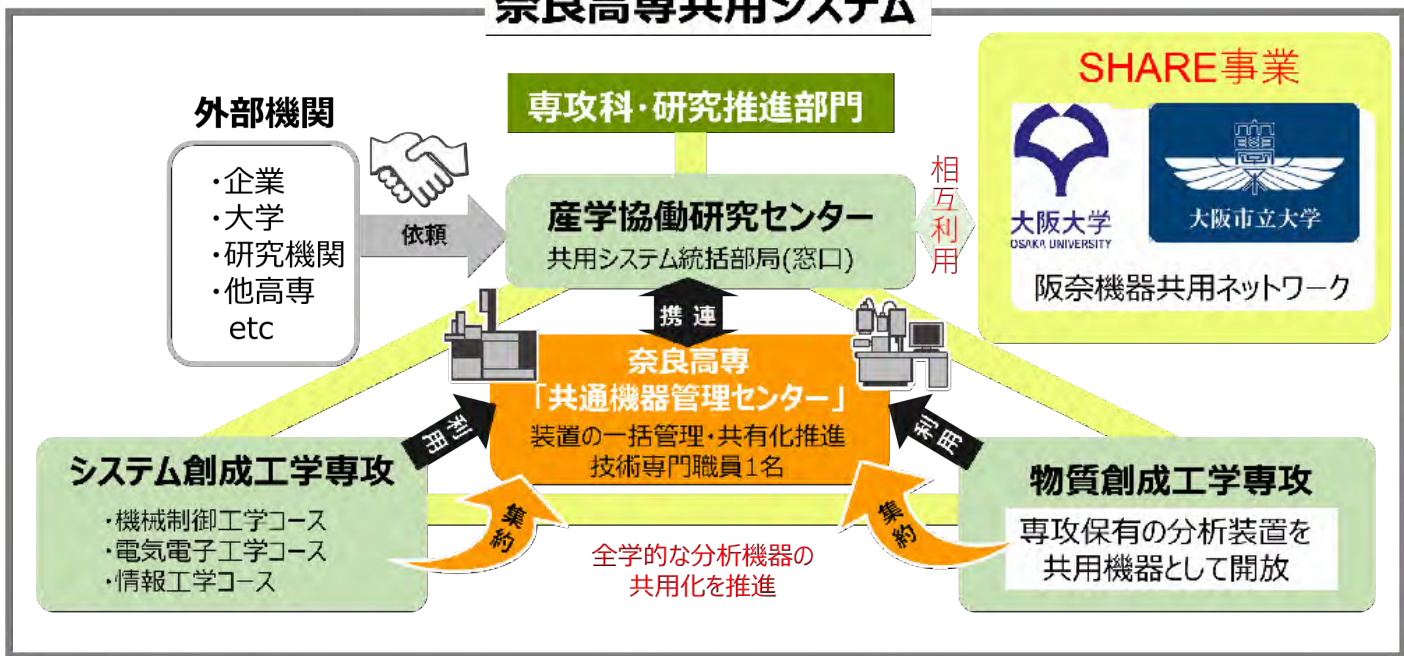 奈良高専共用システム
専攻科・研究推進部門
SHARE事業
大阪大学
OSAKA UNIVERSITY
大阪市立大学
阪奈機器共用ネットワーク
相互利用
外部機関
・企業
・大学
・研究機関
・他高専
etc
依頼
産学協働研究センター
共用システム統括部局(窓口)
携連
奈良高専
「共通機器管理センター」
装置の一括管理・共有化推進
技術専門職員1名
利用
利用
システム創成工学専攻
・機械制御工学コース
・電気電子工学コース
・情報工学コース
集約
全学的な分析機器の
共用化を推進
集約
物質創成工学専攻
専攻保有の分析装置を
共用機器として開放